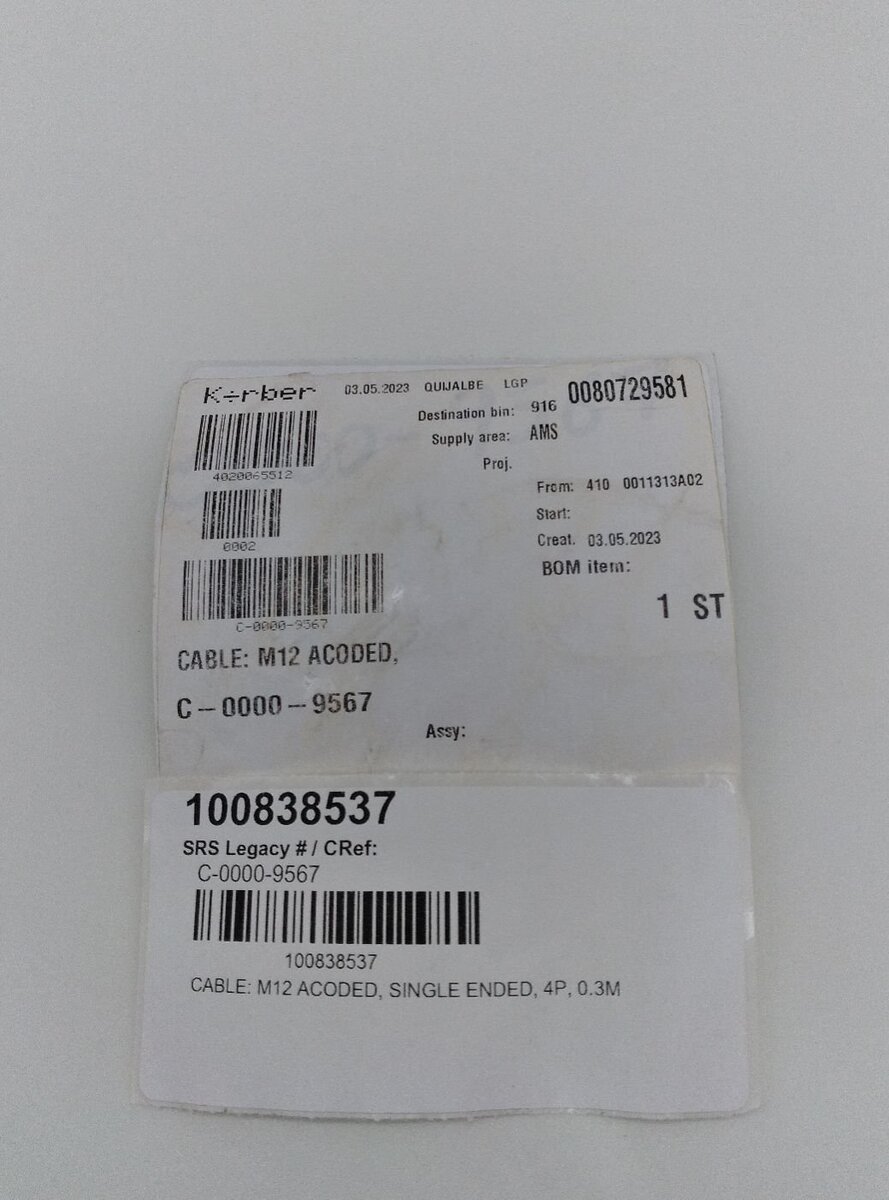 K÷rber 03.05.2023 QUIJALBE LGP 0080729581
Destination bin: 916
Supply area: AMS
4020065512
Proj.
From: 410 0011313A02
Start:
0002
Creat. 03.05.2023
BOM item:
1 ST
C-0000-9567
CABLE: M12 ACODED,
C-0000-9567
Assy:
100838537
SRS Legacy # / CRef:
C-0000-9567
100838537
CABLE: M12 ACODED, SINGLE ENDED, 4P, 0.3M